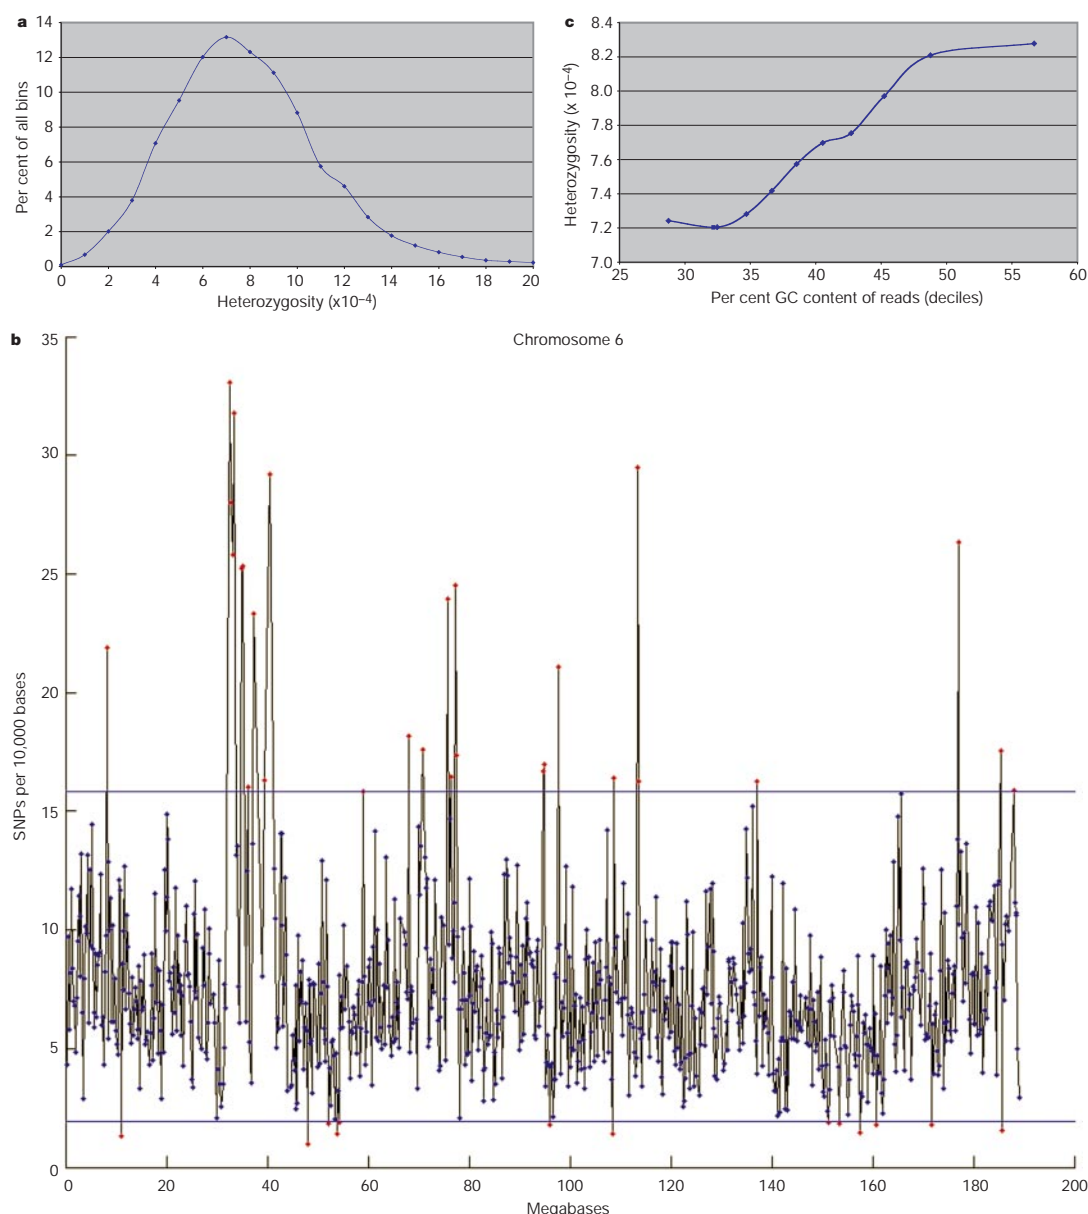 a
14
12
10
8
6
4
2
0
Per cent of all bins
0 2 4 6 8 10 12 14 16 18 20
Heterozygosity (x10–4)
c
8.4
8.2
8.0
7.8
7.6
7.4
7.2
7.0
Heterozygosity (x 10–4)
25 30 35 40 45 50 55 60
Per cent GC content of reads (deciles)
b
Chromosome 6
35
30
25
20
15
10
5
0
SNPs per 10,000 bases
0 20 40 60 80 100 120 140 160 180 200
Megabases